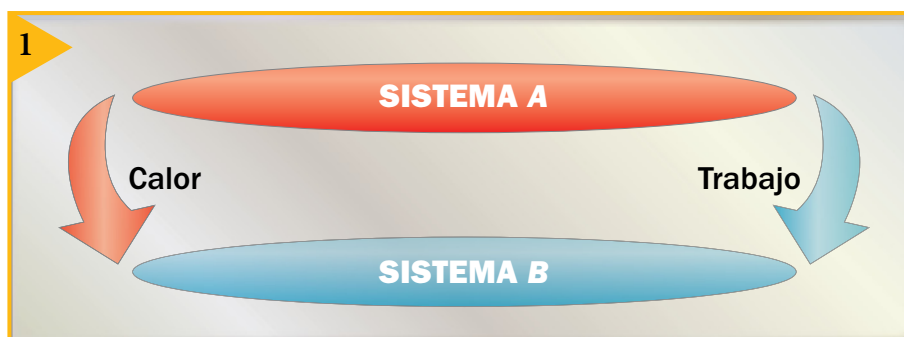 1
SISTEMA A
Calor
Trabajo
SISTEMA B